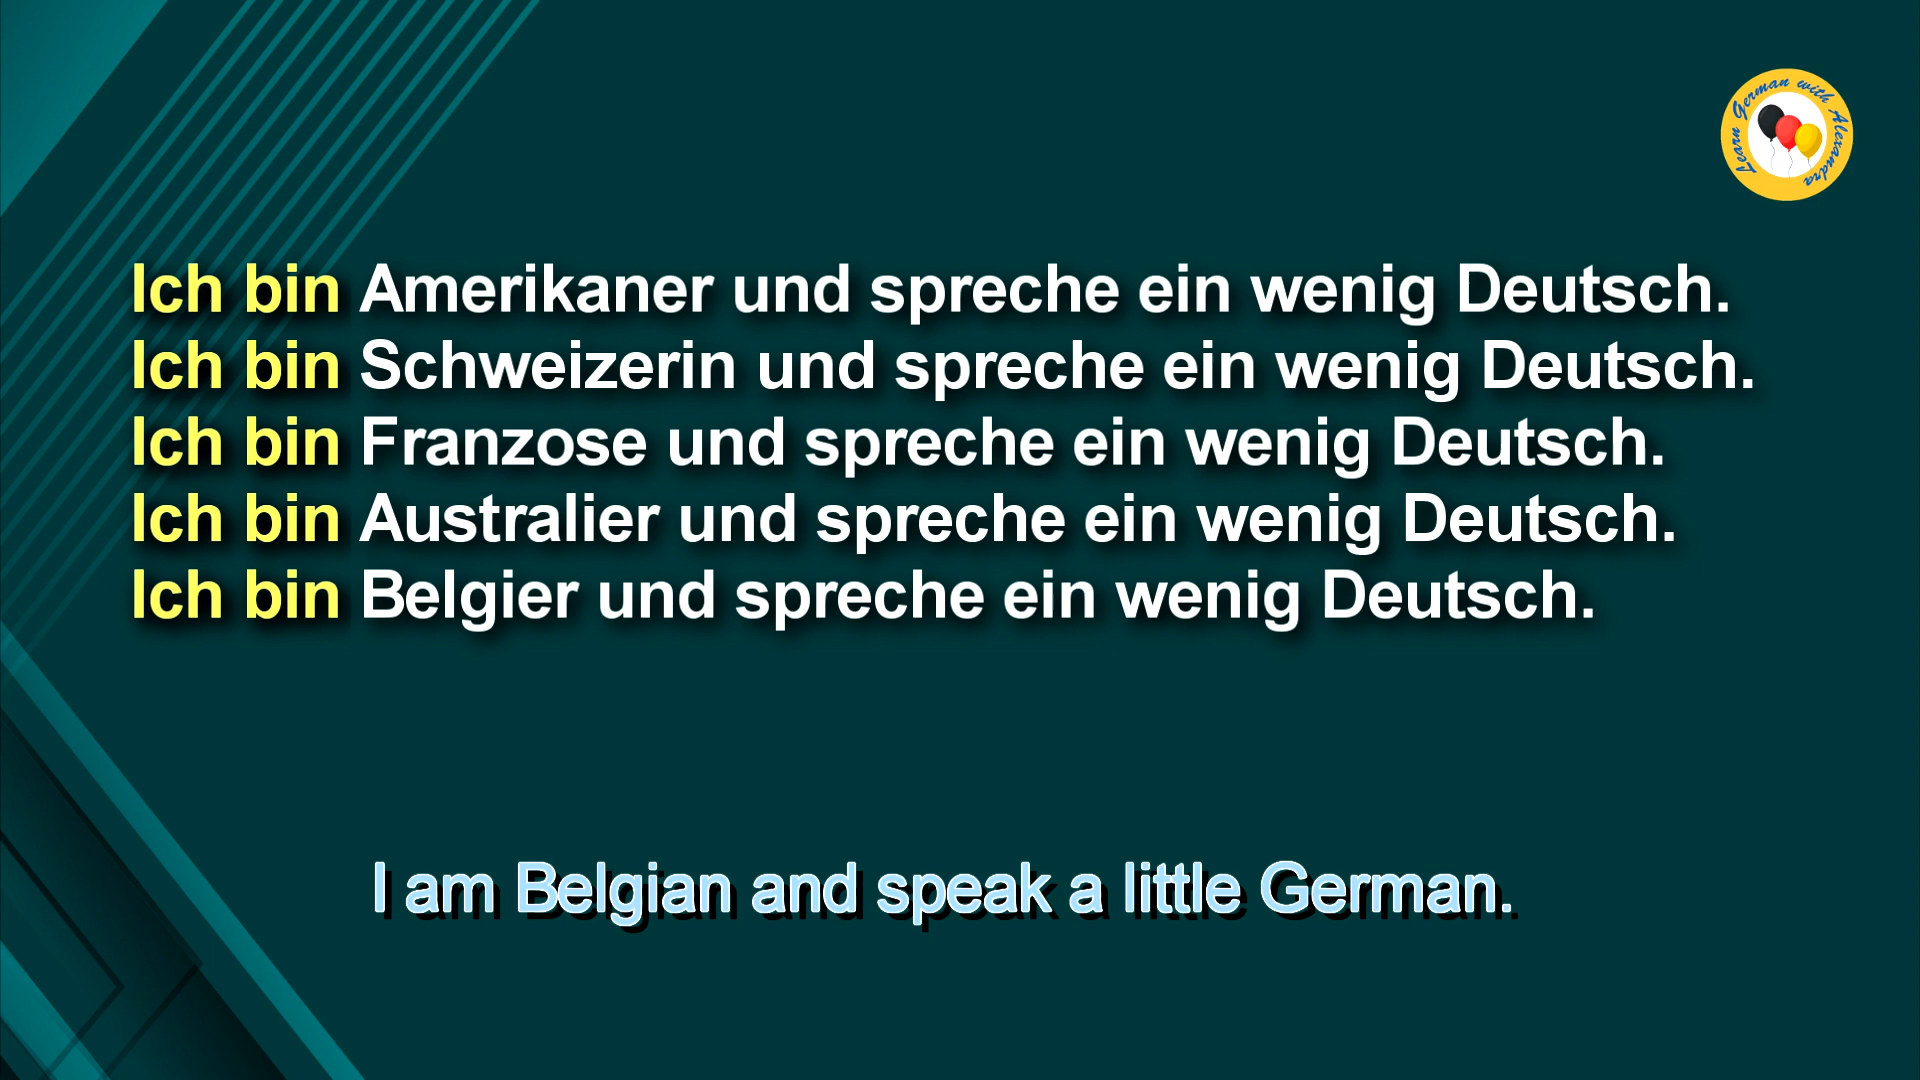 Learn German with Alexandra
Ich bin Amerikaner und spreche ein wenig Deutsch.
Ich bin Schweizerin und spreche ein wenig Deutsch.
Ich bin Franzose und spreche ein wenig Deutsch.
Ich bin Australier und spreche ein wenig Deutsch.
Ich bin Belgier und spreche ein wenig Deutsch.
I am Belgian and speak a little German.